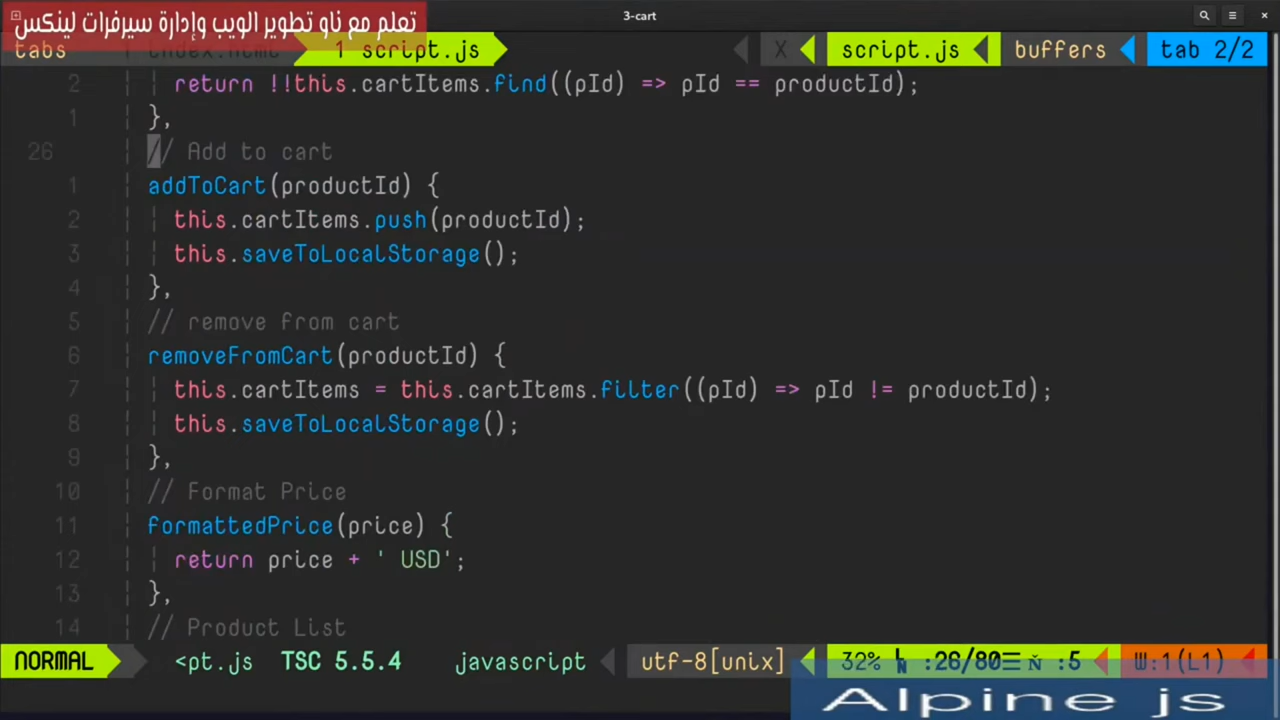 تعلم مع ناو تطوير الويب وإدارة سيرفرات لينكس
3-cart
tabs index.html 1 script.js X script.js buffers tab 2/2
2 return !!this.cartItems.find((pId) => pId == productId);
1 },
26 // Add to cart
1 addToCart(productId) {
2 this.cartItems.push(productId);
3 this.saveToLocalStorage();
4 },
5 // remove from cart
6 removeFromCart(productId) {
7 this.cartItems = this.cartItems.filter((pId) => pId != productId);
8 this.saveToLocalStorage();
9 },
10 // Format Price
11 formattedPrice(price) {
12 return price + ' USD';
13 },
14 // Product List
NORMAL <pt.js TSC 5.5.4 javascript utf-8[unix] 32% :26/80 :5 W:1(L1)
Alpine js